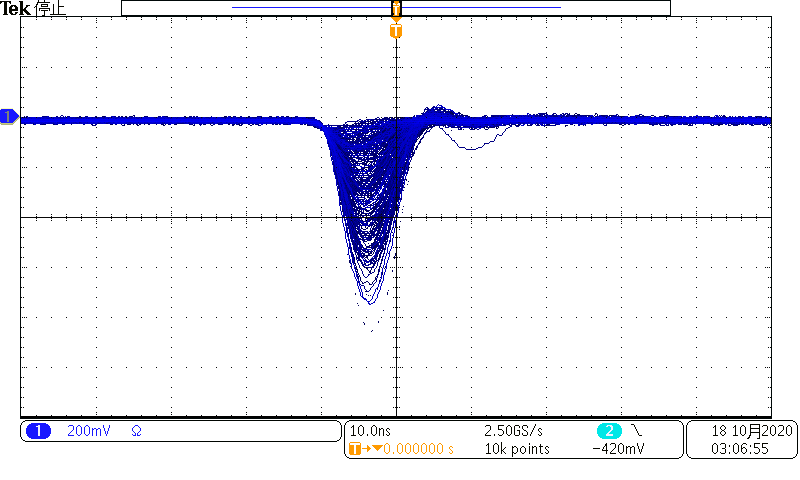 Tek 停止
T
T
1
1 200mV Ω
10.0ns 2.50GS/s 2 \
T→▼0.000000 s 10k points −420mV
18 10月2020
03:06:55